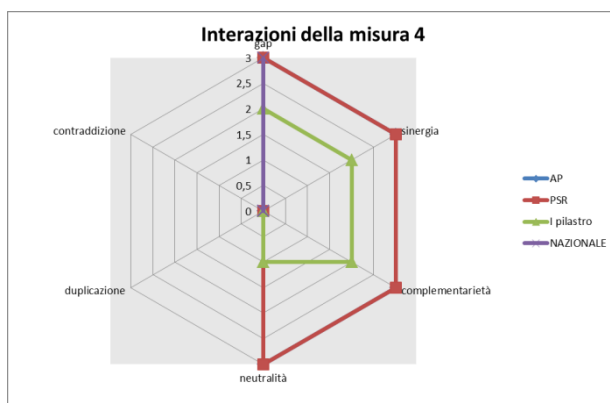 Interazioni della misura 4
gap
3
2,5
2
1,5
1
0,5
0
contraddizione
sinergia
duplicazione
complementarietà
neutralità
AP
PSR
I pilastro
NAZIONALE